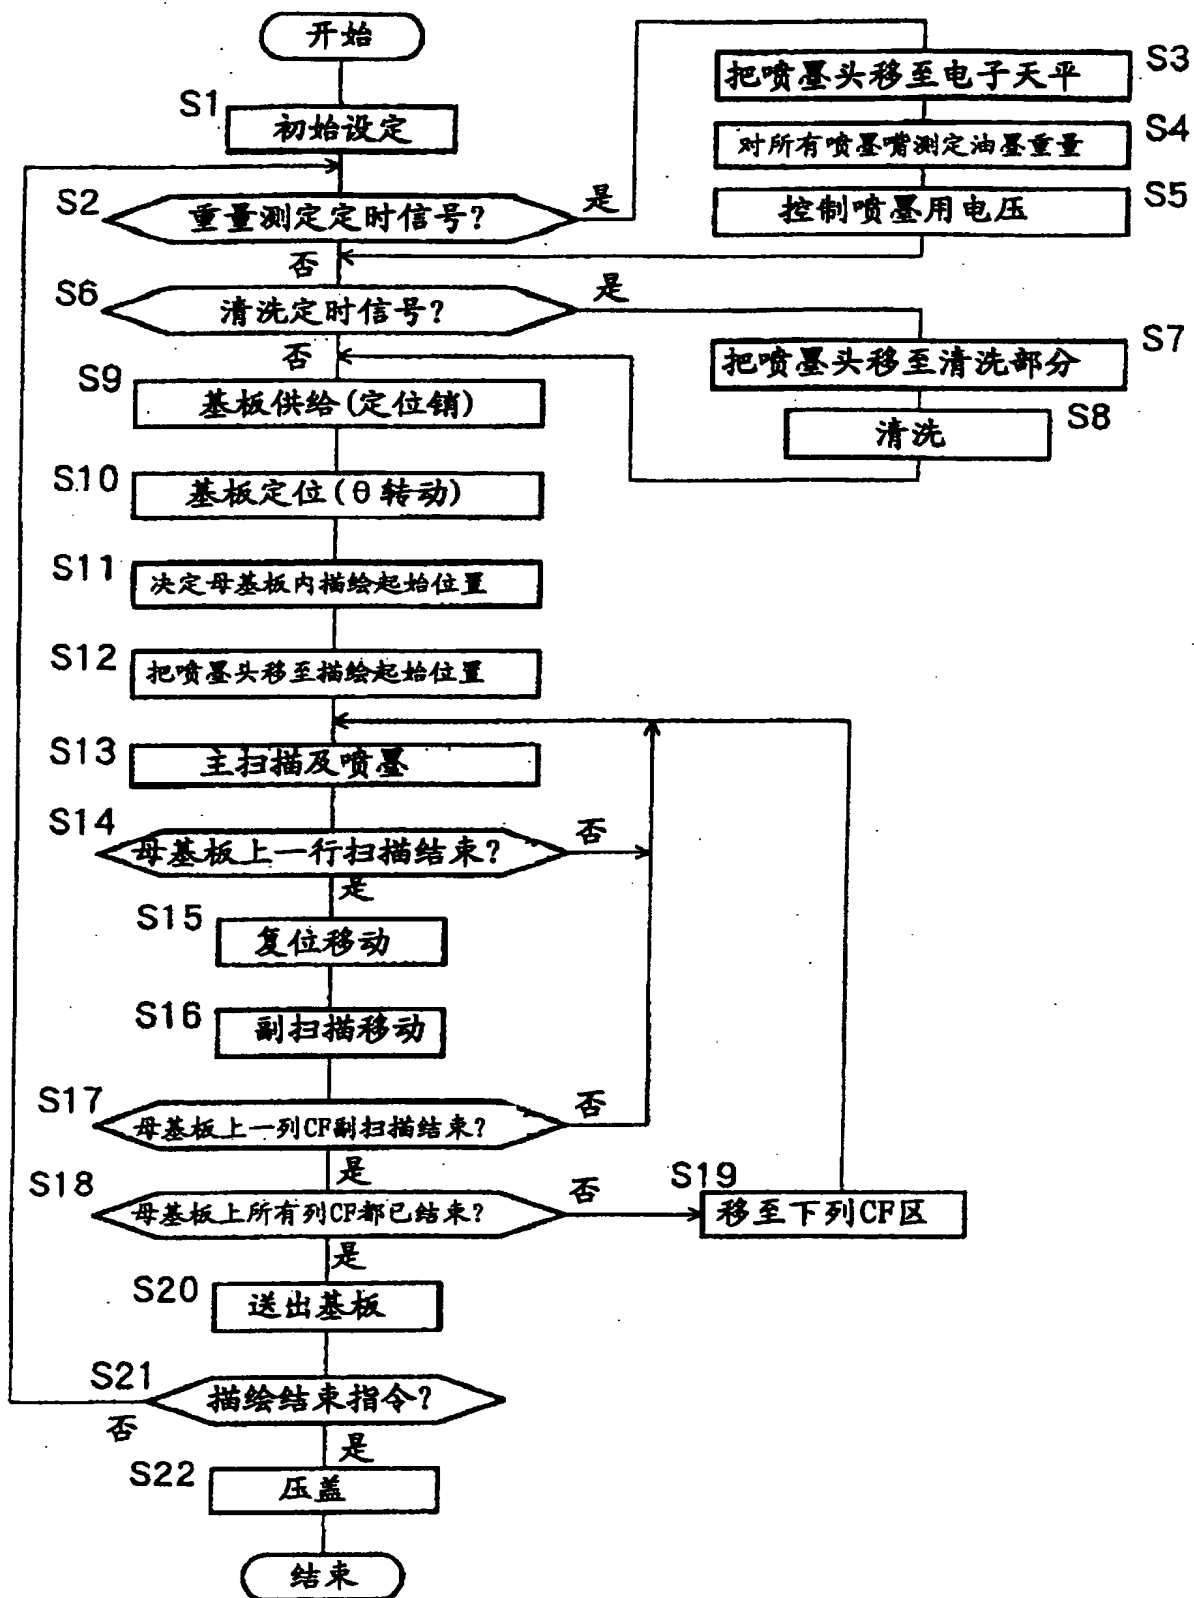 开始
S1
初始设定
S2
重量测定定时信号?
是
否
S3
把喷墨头移至电子天平
S4
对所有喷墨嘴测定油墨重量
S5
控制喷墨用电压
S6
清洗定时信号?
是
否
S7
把喷墨头移至清洗部分
S8
清洗
S9
基板供给(定位销)
S10
基板定位(θ转动)
S11
决定母基板内描绘起始位置
S12
把喷墨头移至描绘起始位置
S13
主扫描及喷墨
S14
母基板上一行扫描结束?
否
是
S15
复位移动
S16
副扫描移动
S17
母基板上一列CF副扫描结束?
否
是
S18
母基板上所有列CF都已结束?
否
是
S19
移至下列CF区
S20
送出基板
S21
描绘结束指令?
否
是
S22
压盖
结束